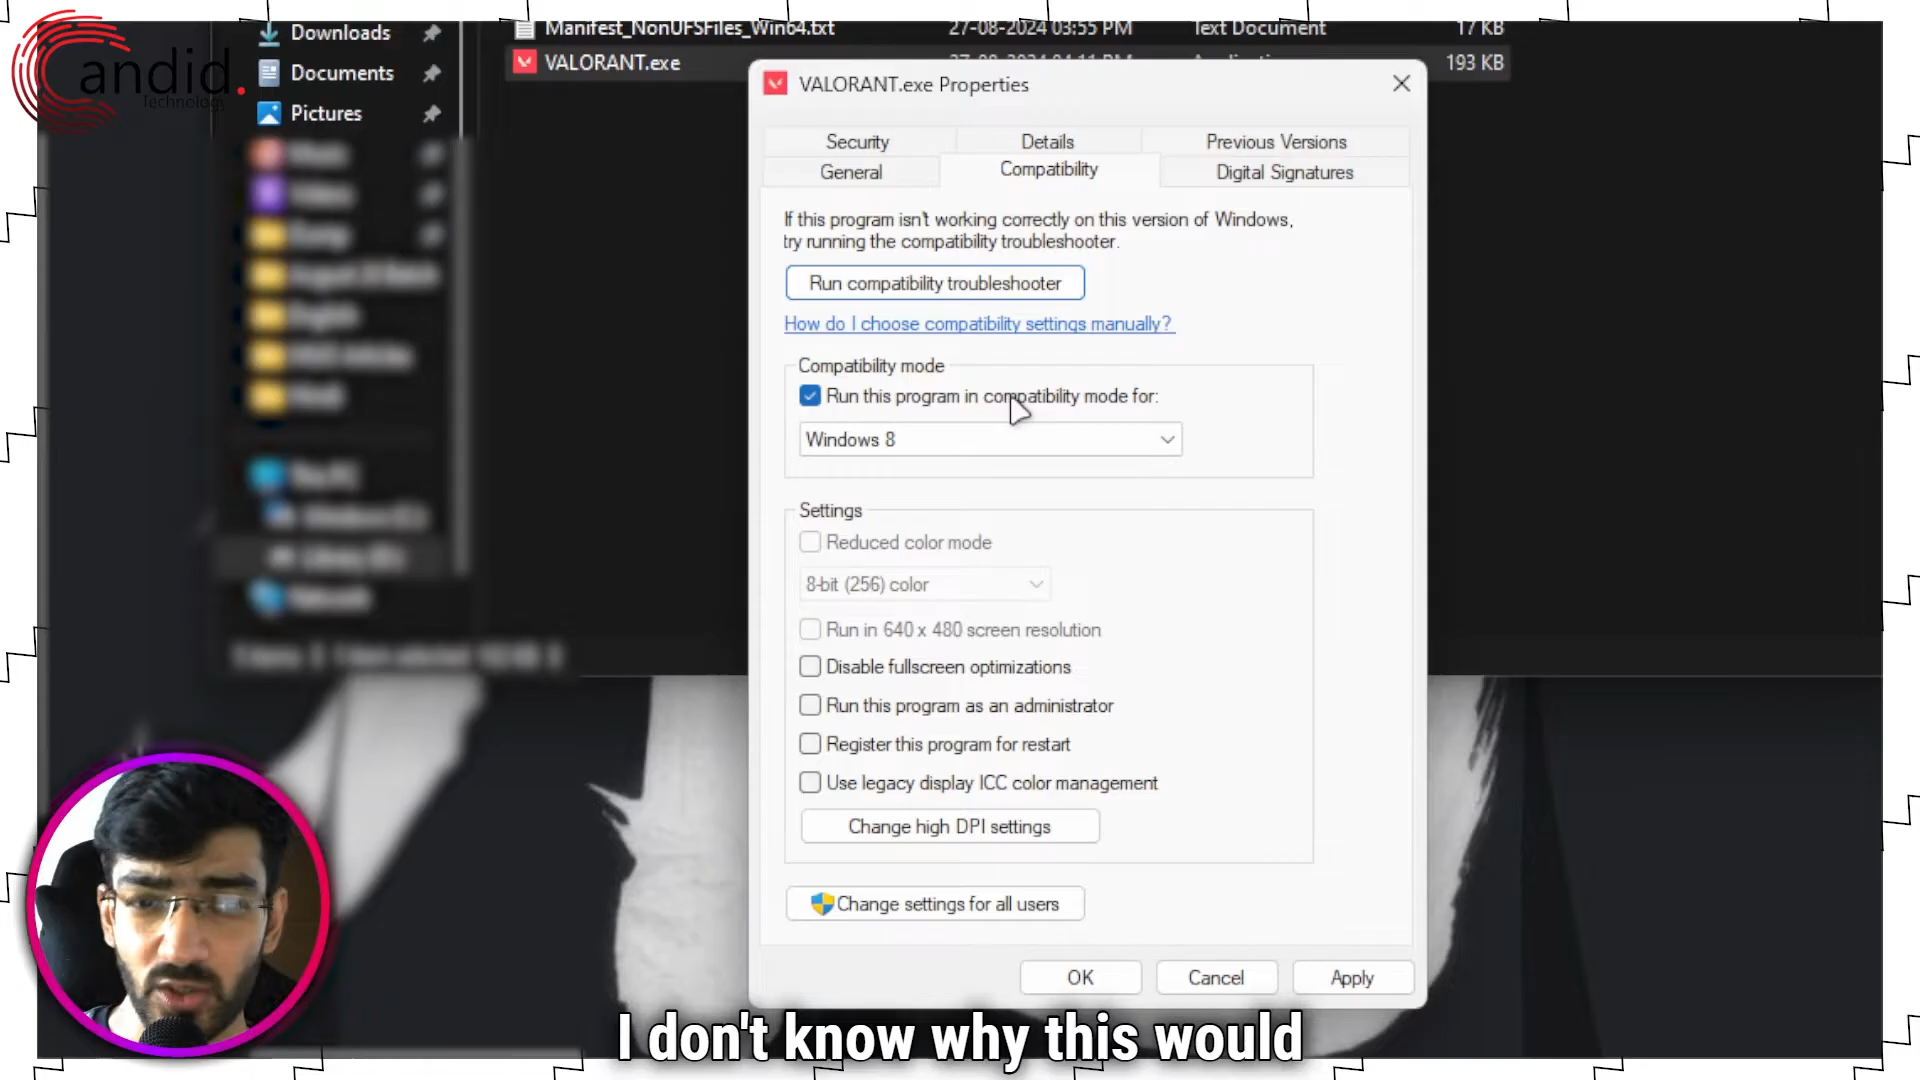 andid.
Technology
Downloads
Documents
Pictures
Manifest_NonUFSFiles_Win64.txt 27-08-2024 03:55 PM Text Document 17 KB
VALORANT.exe 193 KB
VALORANT.exe Properties
Security Details Previous Versions
General Compatibility Digital Signatures
If this program isn't working correctly on this version of Windows,
try running the compatibility troubleshooter.
Run compatibility troubleshooter
How do I choose compatibility settings manually?
Compatibility mode
Run this program in compatibility mode for:
Windows 8
Settings
Reduced color mode
8-bit (256) color
Run in 640 x 480 screen resolution
Disable fullscreen optimizations
Run this program as an administrator
Register this program for restart
Use legacy display ICC color management
Change high DPI settings
Change settings for all users
OK Cancel Apply
I don't know why this would